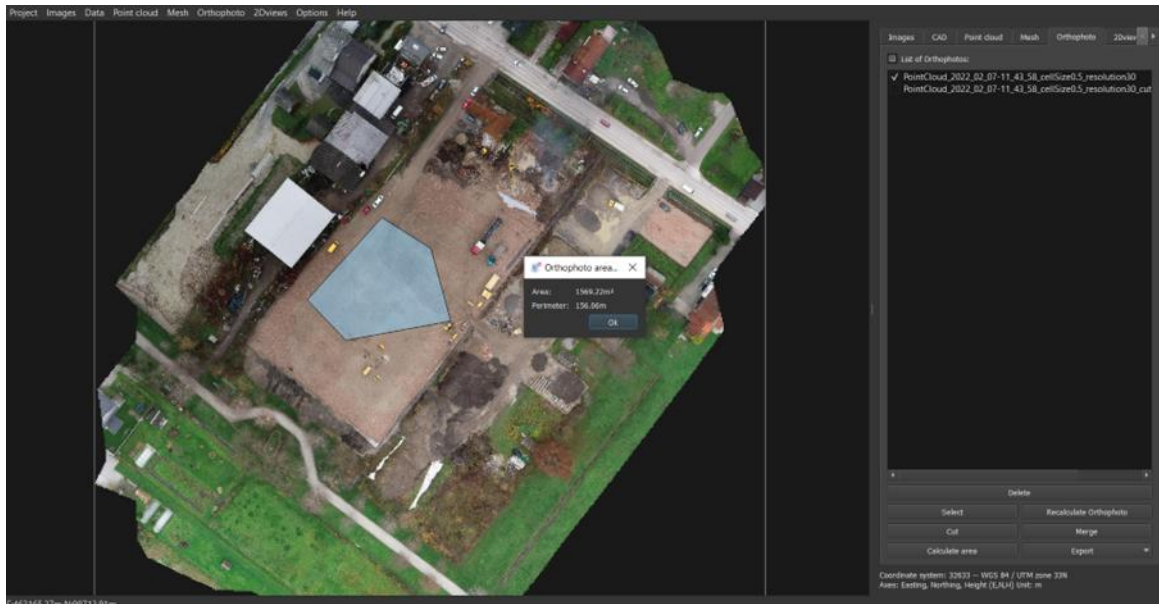 Project Images Data Point cloud Mesh Orthophoto 2Dviews Options Help
Images CAD Point cloud Mesh Orthophoto 2Dview
List of Orthophotos:
PointCloud_2022_02_07-11_43_58_cellSize0.5_resolution30
PointCloud_2022_02_07-11_43_58_cellSize0.5_resolution30_cut
Orthophoto area...
Area: 1569.22m²
Perimeter: 156.06m
Ok
Delete
Select Recalculate Orthophoto
Cut Merge
Calculate area Export
Coordinate system: 32633 -- WGS 84 / UTM zone 33N
Axes: Easting, Northing, Height (E,N,H) Unit: m